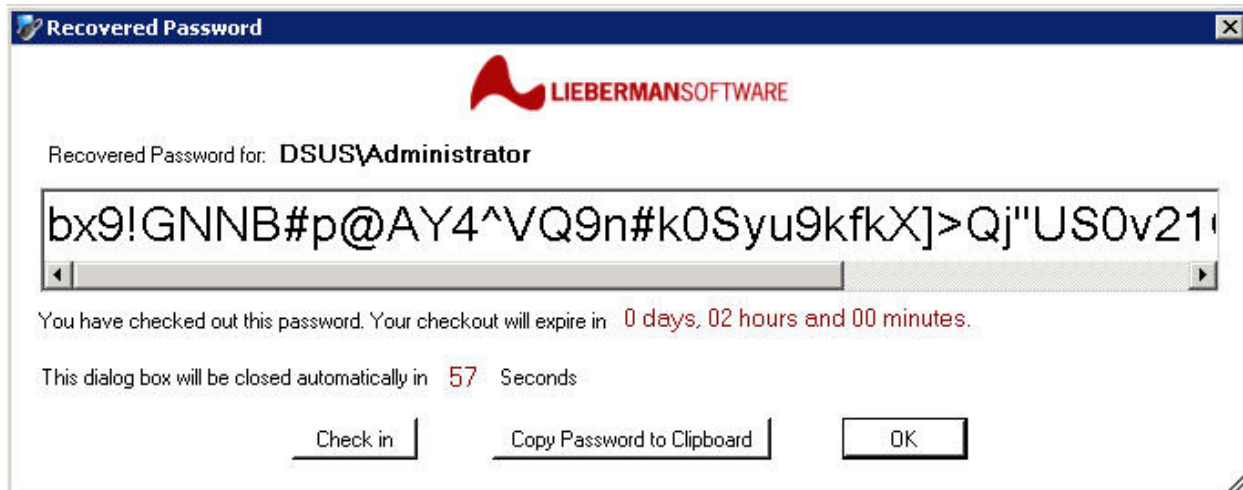 Recovered Password
LIEBERMANSOFTWARE
Recovered Password for: DSUS\Administrator
bx9!GNNB#p@AY4^VQ9n#k0Syu9kfkX]>Qj"US0v21
You have checked out this password. Your checkout will expire in 0 days, 02 hours and 00 minutes.
This dialog box will be closed automatically in 57 Seconds
Check in Copy Password to Clipboard OK